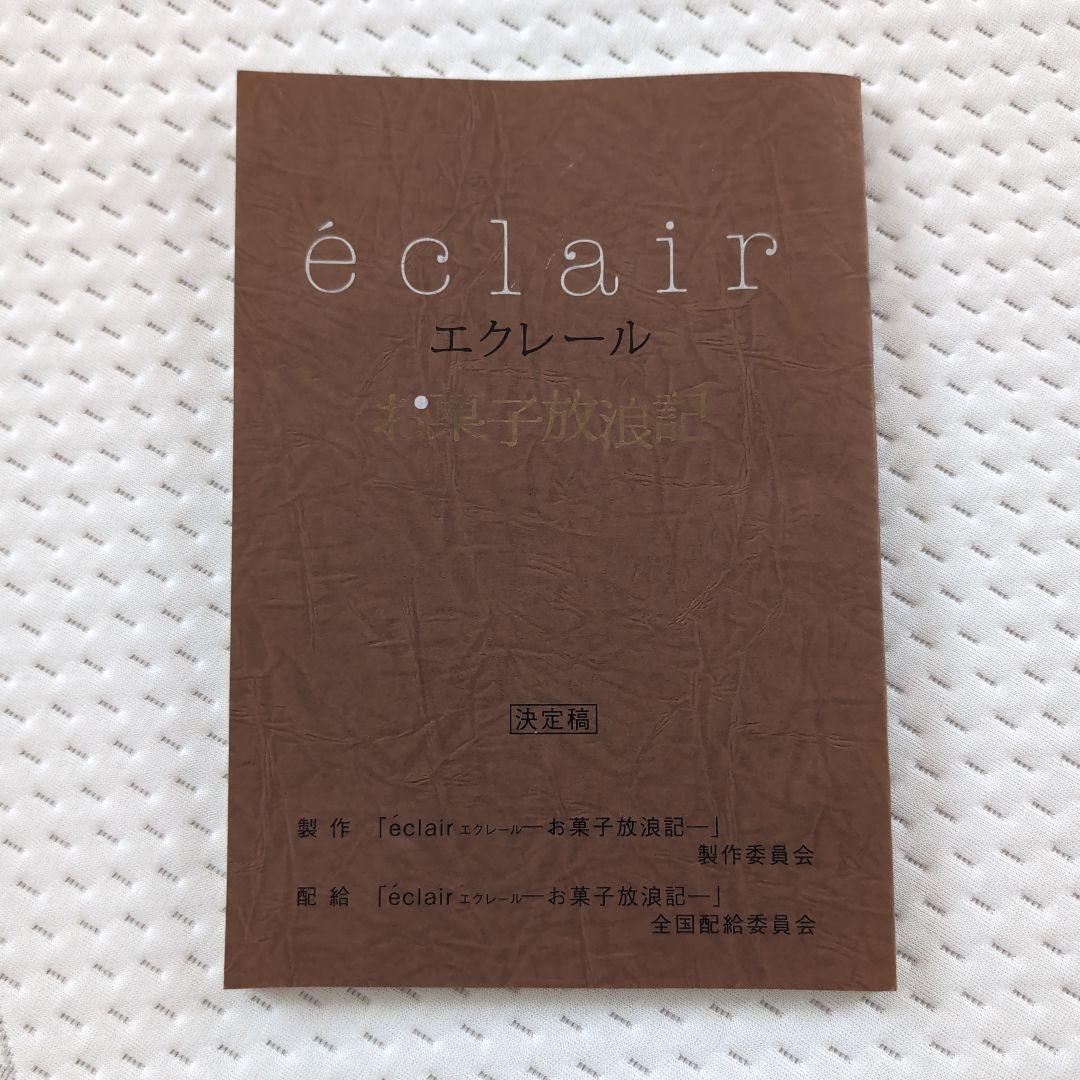 éclair
エクレール
お菓子放浪記
決定稿
製作 「éclair エクレール―お菓子放浪記―」
製作委員会
配給 「éclair エクレール―お菓子放浪記―」
全国配給委員会